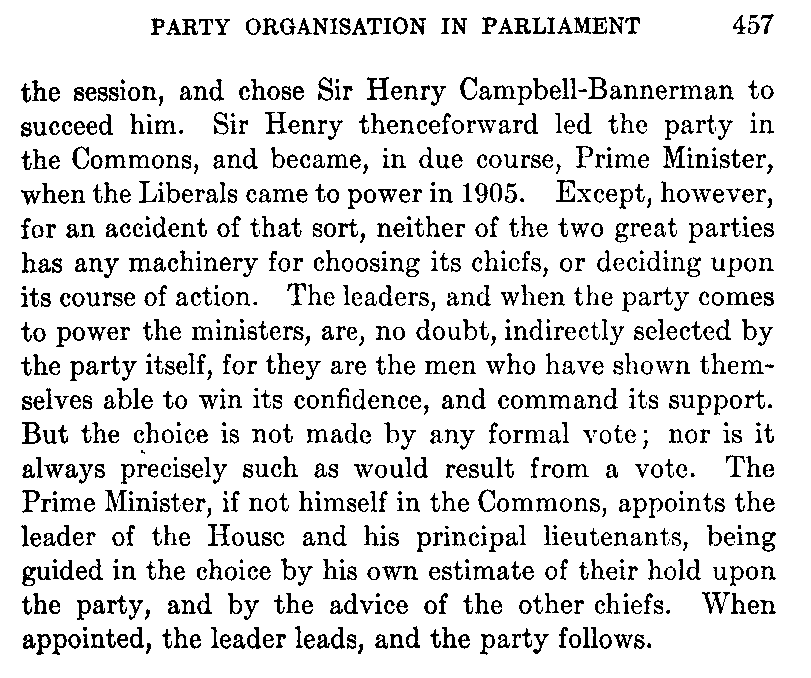 PARTY ORGANISATION IN PARLIAMENT 457
the session, and chose Sir Henry Campbell-Bannerman to
succeed him. Sir Henry thenceforward led the party in
the Commons, and became, in due course, Prime Minister,
when the Liberals came to power in 1905. Except, however,
for an accident of that sort, neither of the two great parties
has any machinery for choosing its chiefs, or deciding upon
its course of action. The leaders, and when the party comes
to power the ministers, are, no doubt, indirectly selected by
the party itself, for they are the men who have shown them-
selves able to win its confidence, and command its support.
But the choice is not made by any formal vote; nor is it
always precisely such as would result from a vote. The
Prime Minister, if not himself in the Commons, appoints the
leader of the House and his principal lieutenants, being
guided in the choice by his own estimate of their hold upon
the party, and by the advice of the other chiefs. When
appointed, the leader leads, and the party follows.